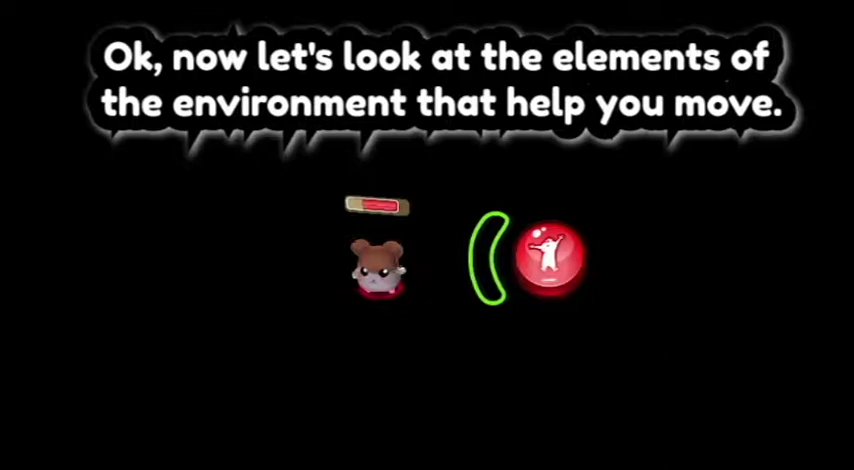 Ok, now let's look at the elements of
the environment that help you move.